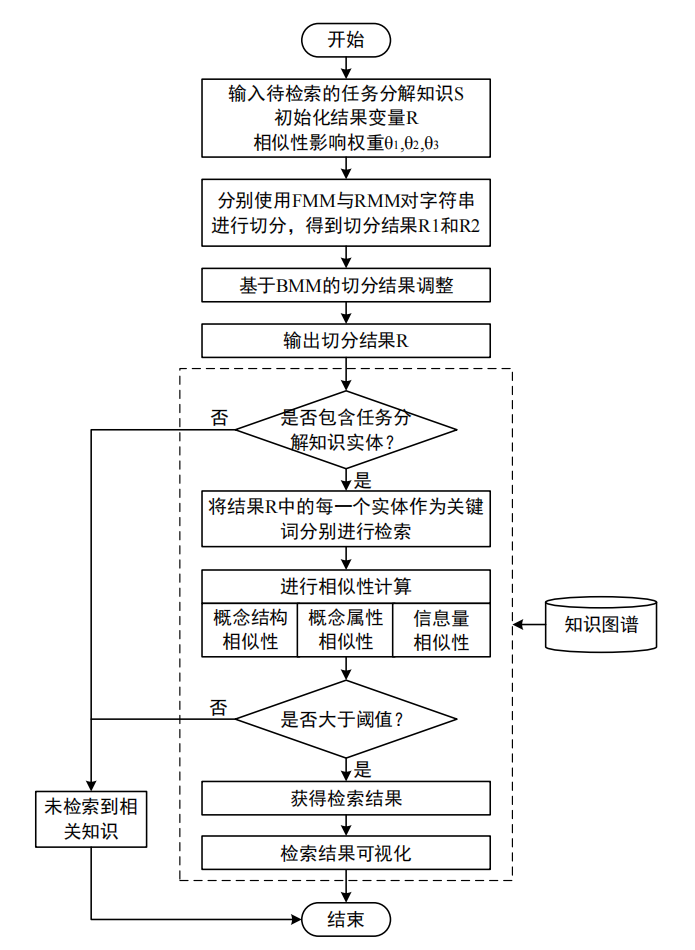 开始
输入待检索的任务分解知识S
初始化结果变量R
相似性影响权重θ1,θ2,θ3
分别使用FMM与RMM对字符串
进行切分，得到切分结果R1和R2
基于BMM的切分结果调整
输出切分结果R
否
是否包含任务分
解知识实体？
是
将结果R中的每一个实体作为关键
词分别进行检索
进行相似性计算
概念结构
相似性
概念属性
相似性
信息量
相似性
知识图谱
否
是否大于阈值？
是
获得检索结果
未检索到相
关知识
检索结果可视化
结束